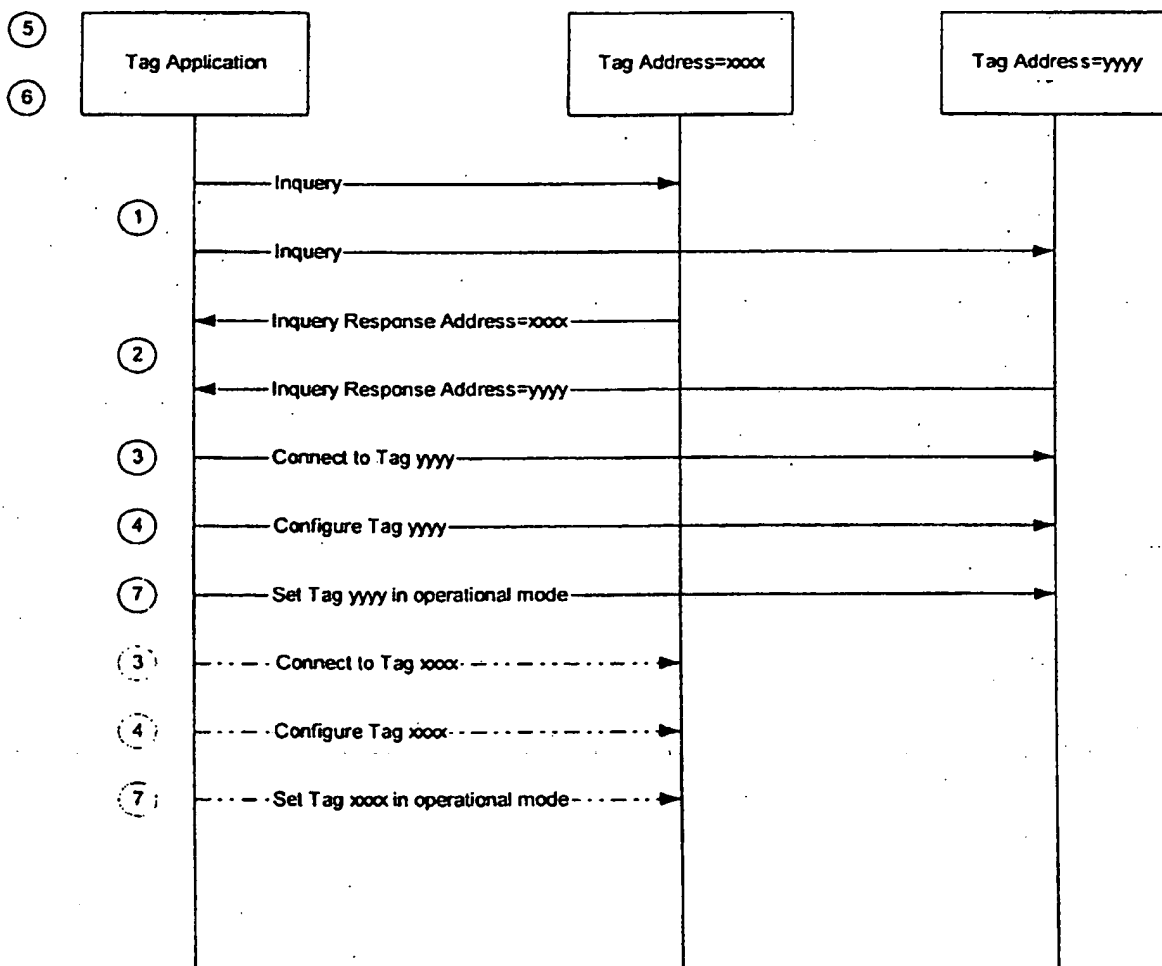 5
Tag Application
Tag Address=xxxx
Tag Address=yyyy
6
Inquery
1
Inquery
Inquery Response Address=xxxx
2
Inquery Response Address=yyyy
3
Connect to Tag yyyy
4
Configure Tag yyyy
7
Set Tag yyyy in operational mode
3
Connect to Tag xxxx
4
Configure Tag xxxx
7
Set Tag xxxx in operational mode